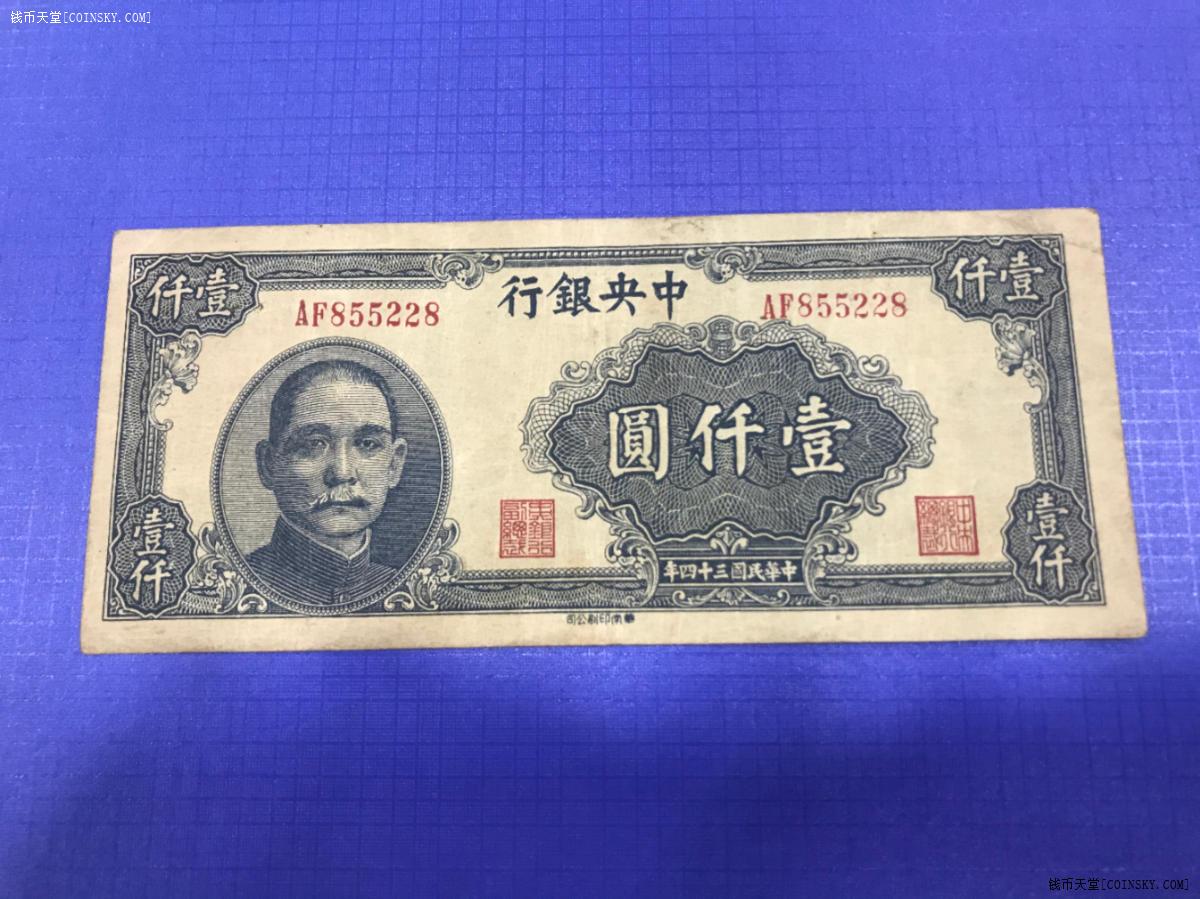 钱币天堂[COINSKY.COM]
壹仟
壹仟
中央銀行
AF855228
AF855228
壹仟圓
壹仟
壹仟
中華民國三十四年
華南印刷公司
钱币天堂[COINSKY.COM]